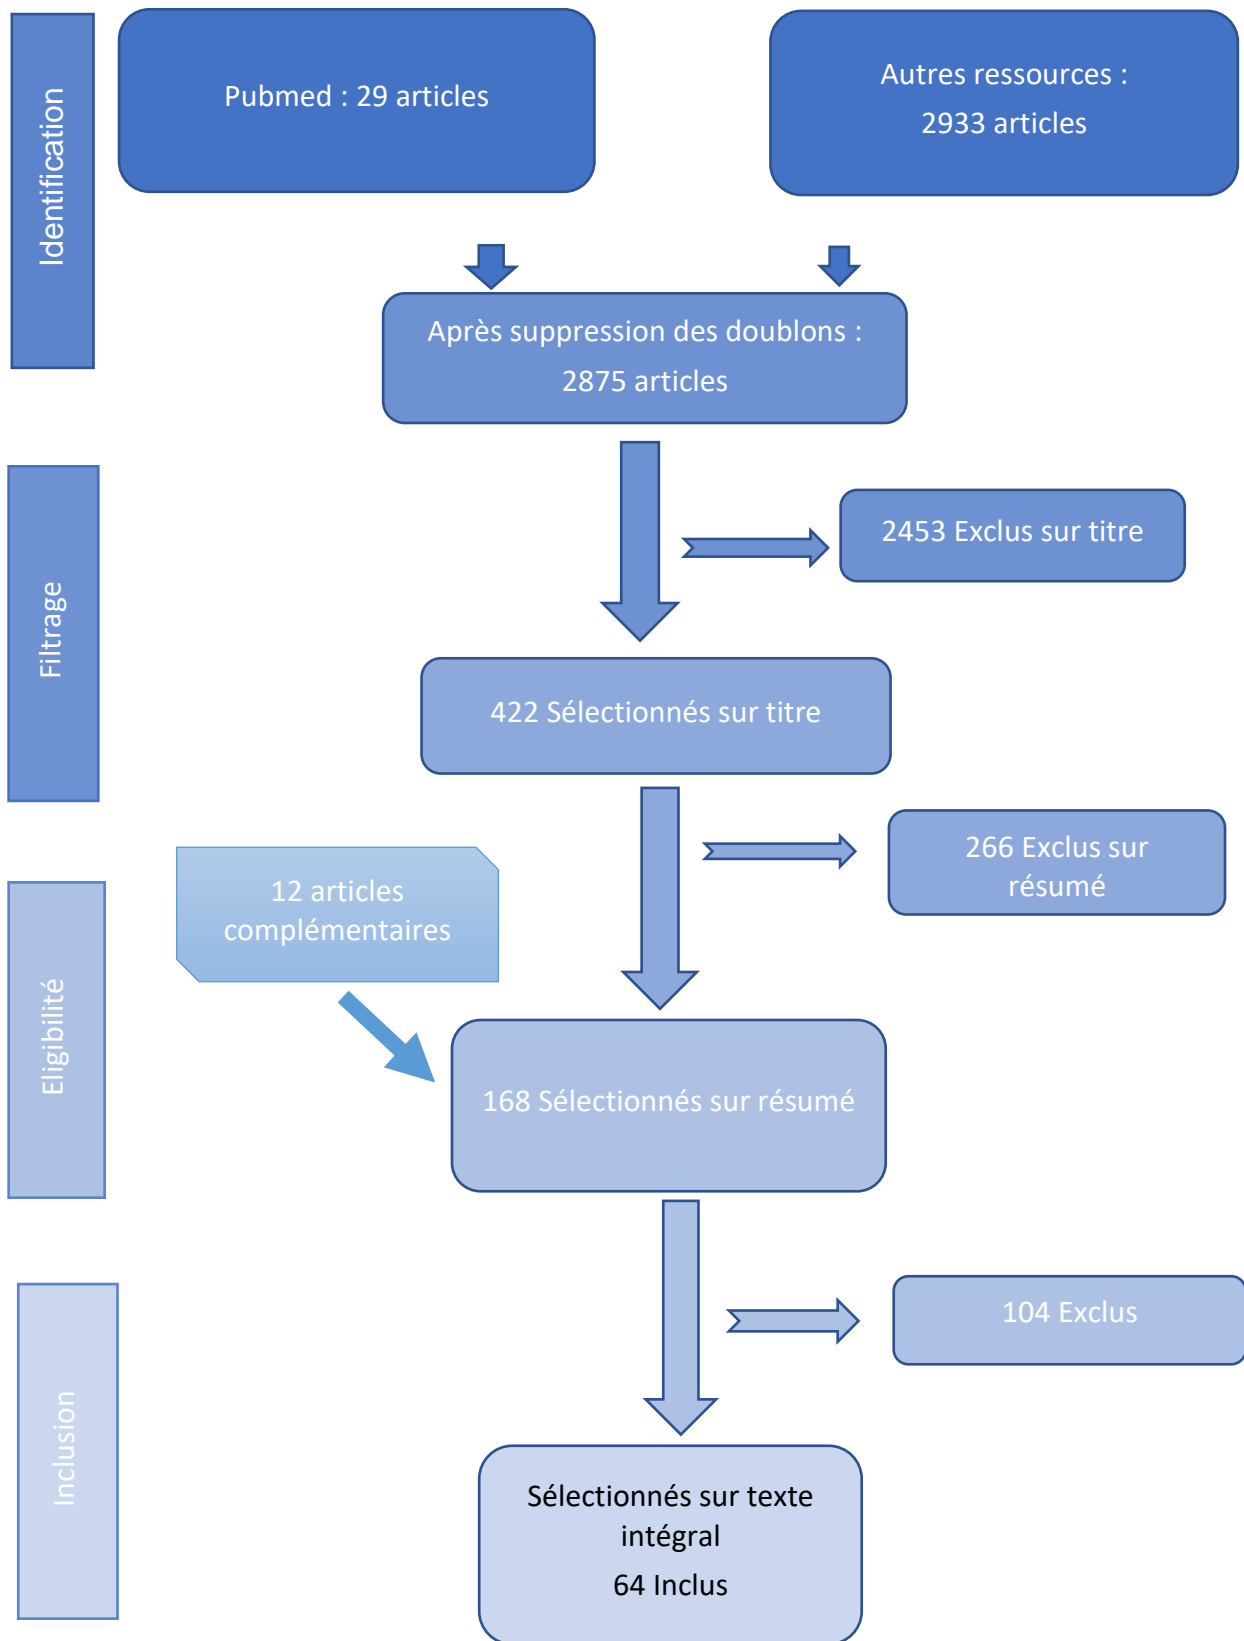 Identification
Pubmed : 29 articles
Autres ressources :
2933 articles
Après suppression des doublons :
2875 articles
Filtrage
2453 Exclus sur titre
422 Sélectionnés sur titre
266 Exclus sur
résumé
12 articles
complémentaires
Eligibilité
168 Sélectionnés sur résumé
104 Exclus
Inclusion
Sélectionnés sur texte
intégral
64 Inclus